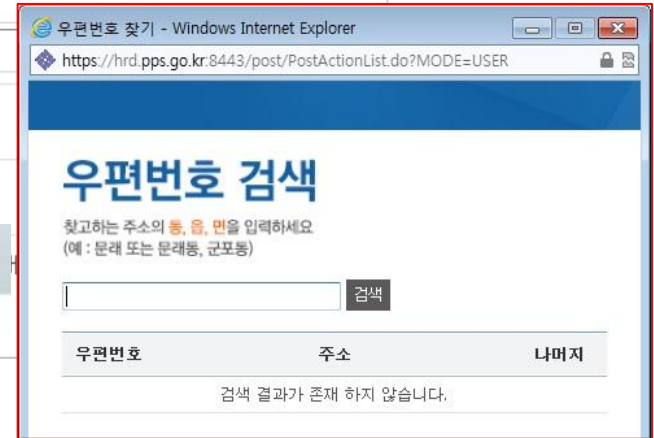 우편번호 찾기 - Windows Internet Explorer
https://hrd.pps.go.kr:8443/post/PostActionList.do?MODE=USER
우편번호 검색
찾고하는 주소의 동, 읍, 면을 입력하세요
(예 : 문래 또는 문래동, 군포동)
검색
우편번호 주소 나머지
검색 결과가 존재 하지 않습니다.